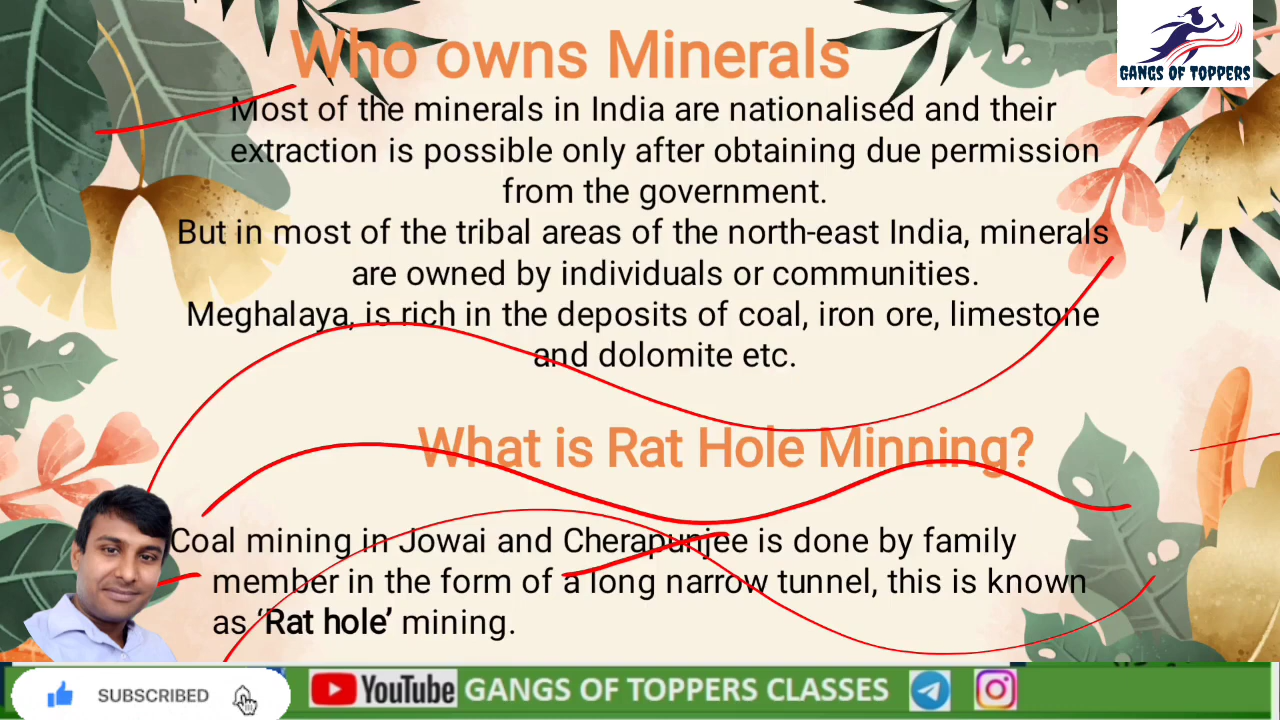 Who owns Minerals
GANGS OF TOPPERS
Most of the minerals in India are nationalised and their
extraction is possible only after obtaining due permission
from the government.
But in most of the tribal areas of the north-east India, minerals
are owned by individuals or communities.
Meghalaya, is rich in the deposits of coal, iron ore, limestone
and dolomite etc.
What is Rat Hole Minning?
Coal mining in Jowai and Cherapunjee is done by family
member in the form of a long narrow tunnel, this is known
as ‘Rat hole’ mining.
SUBSCRIBED
YouTube GANGS OF TOPPERS CLASSES